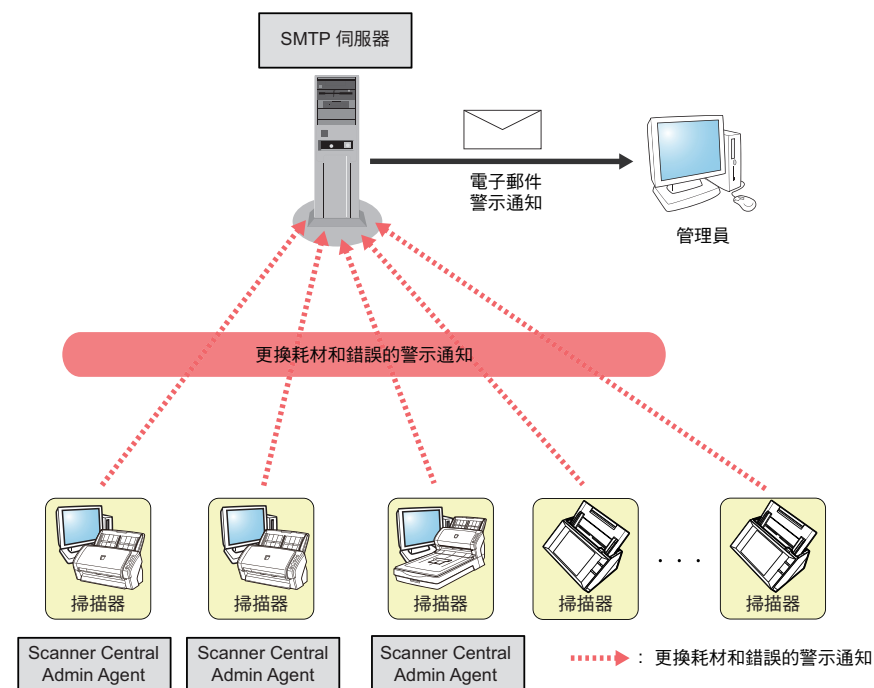 SMTP 伺服器
電子郵件
警示通知
管理員
更換耗材和錯誤的警示通知
掃描器
掃描器
掃描器
掃描器
. . .
掃描器
Scanner Central
Admin Agent
Scanner Central
Admin Agent
Scanner Central
Admin Agent
： 更換耗材和錯誤的警示通知